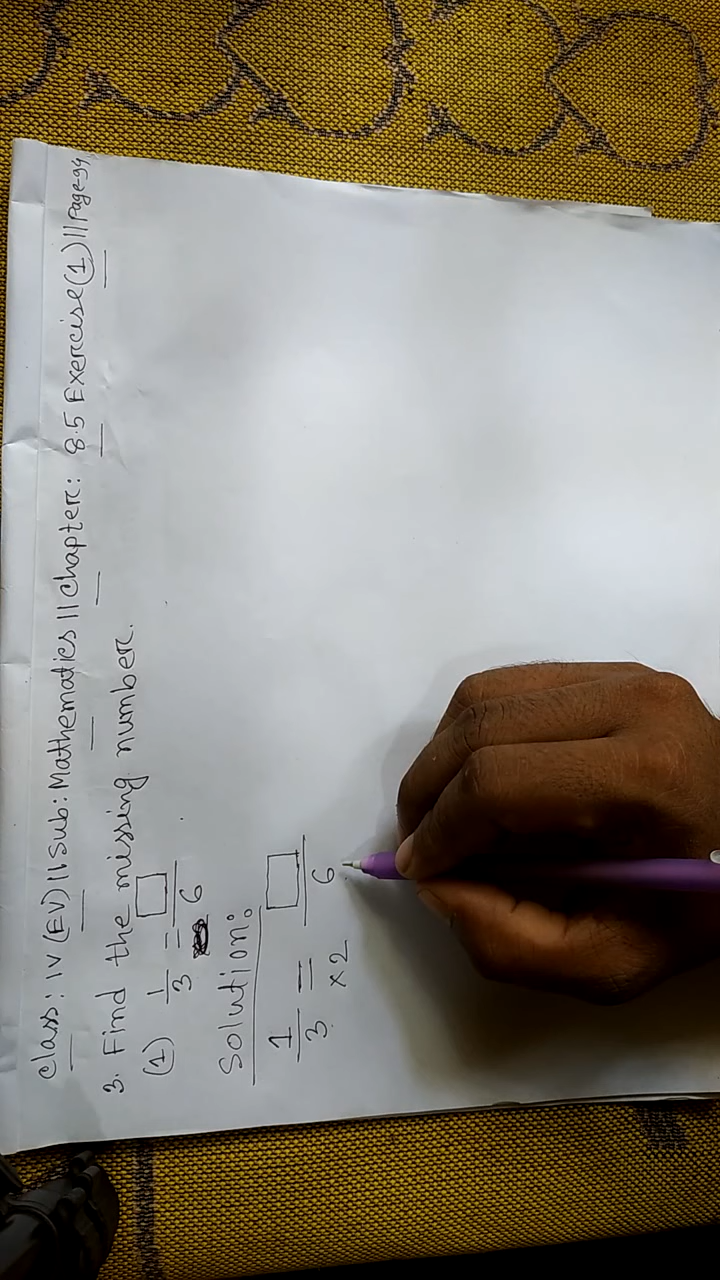 class: IV (EV) || Sub: Mathematics || Chapter: 8.5 Exercise (1) || Page-94
3. Find the missing number.
(1) 1/3 = □/6
Solution:
1/3 = □/6
×2